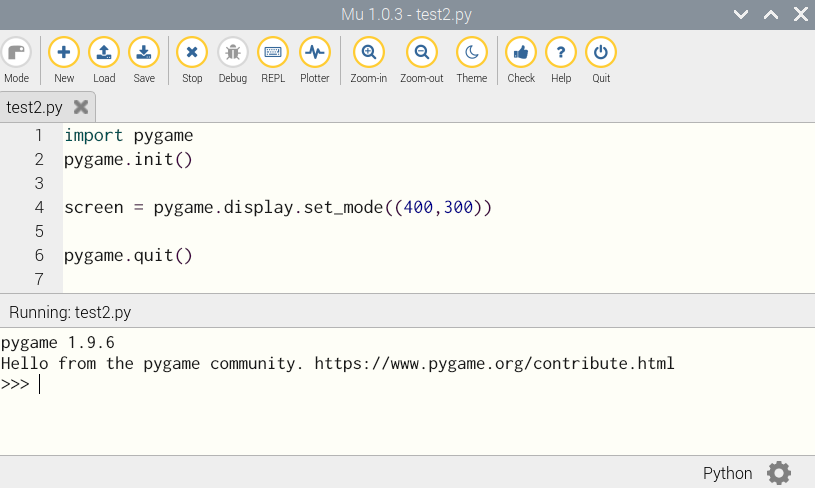 Mu 1.0.3 - test2.py
Mode New Load Save Stop Debug REPL Plotter Zoom-in Zoom-out Theme Check Help Quit
test2.py
1 import pygame
2 pygame.init()
3
4 screen = pygame.display.set_mode((400,300))
5
6 pygame.quit()
7
Running: test2.py
pygame 1.9.6
Hello from the pygame community. https://www.pygame.org/contribute.html
>>>
Python